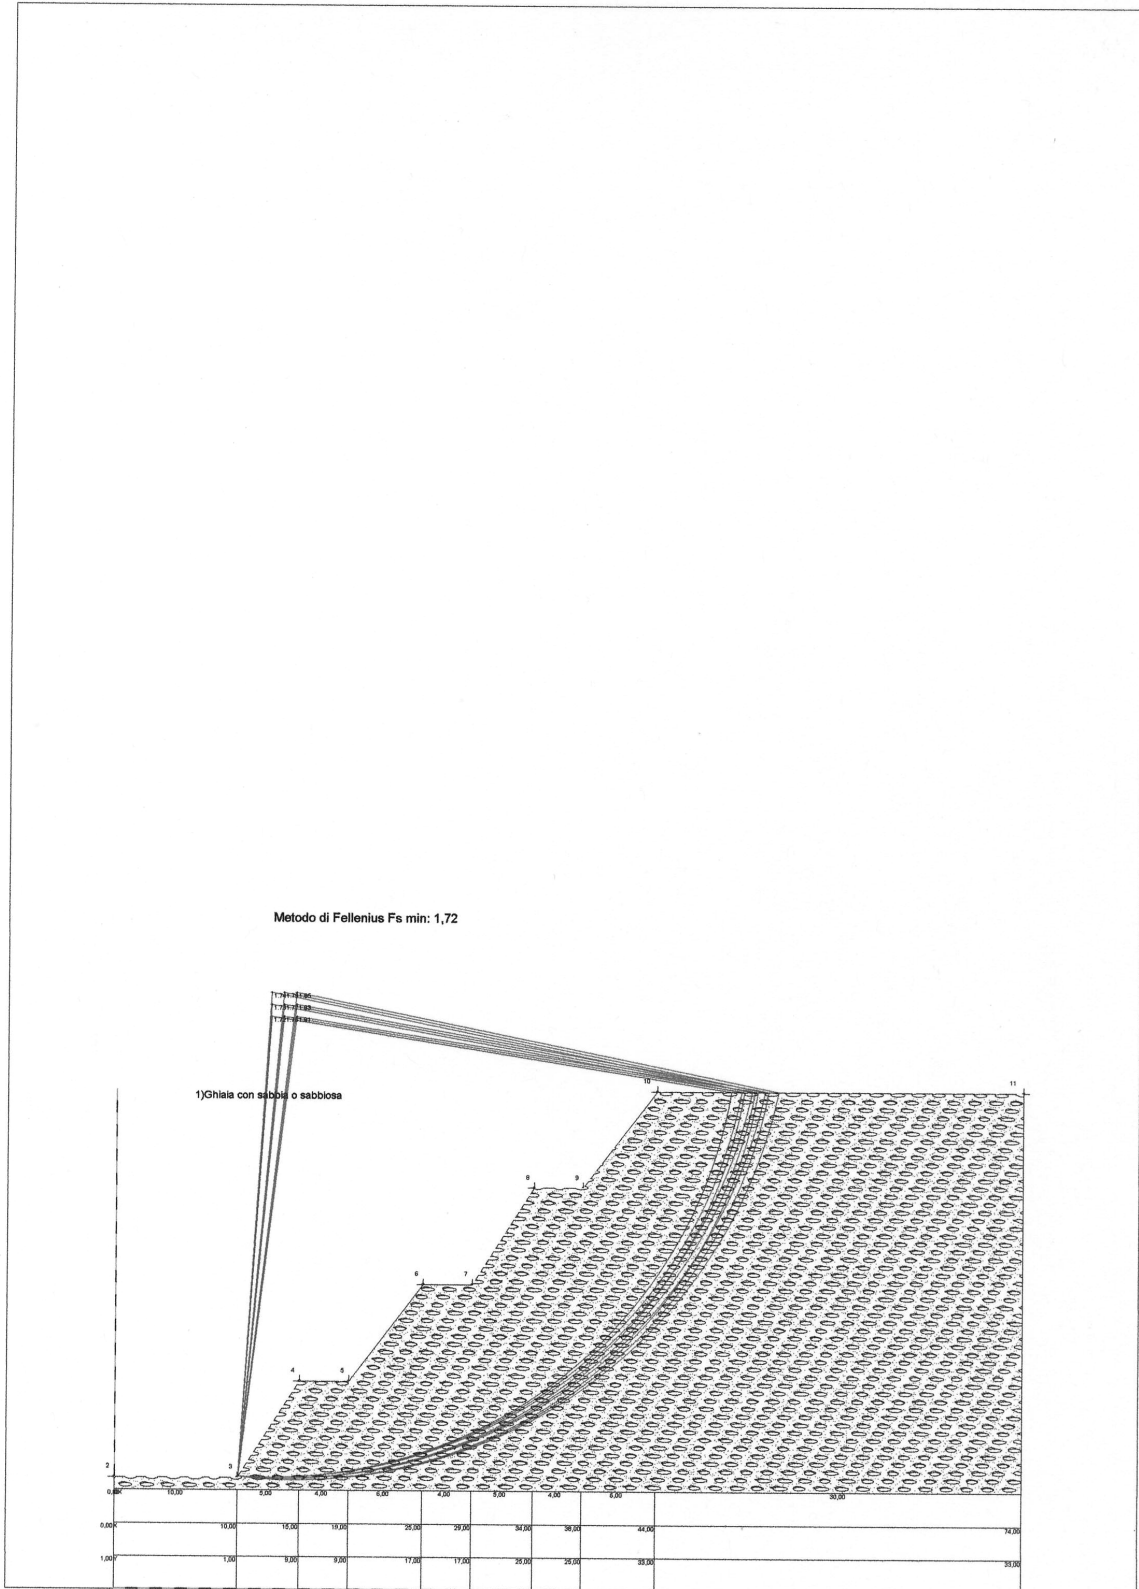 Metodo di Fellenius Fs min: 1,72
1)Ghiaia con sabbia o sabbiosa
10
11
8
9
6
7
4
5
2
3
10,00 5,00 4,00 6,00 4,00 5,00 4,00 6,00 30,00
0,00 X 10,00 15,00 19,00 25,00 29,00 34,00 38,00 44,00 74,00
1,00 Y 1,00 9,00 9,00 17,00 17,00 25,00 25,00 33,00 33,00